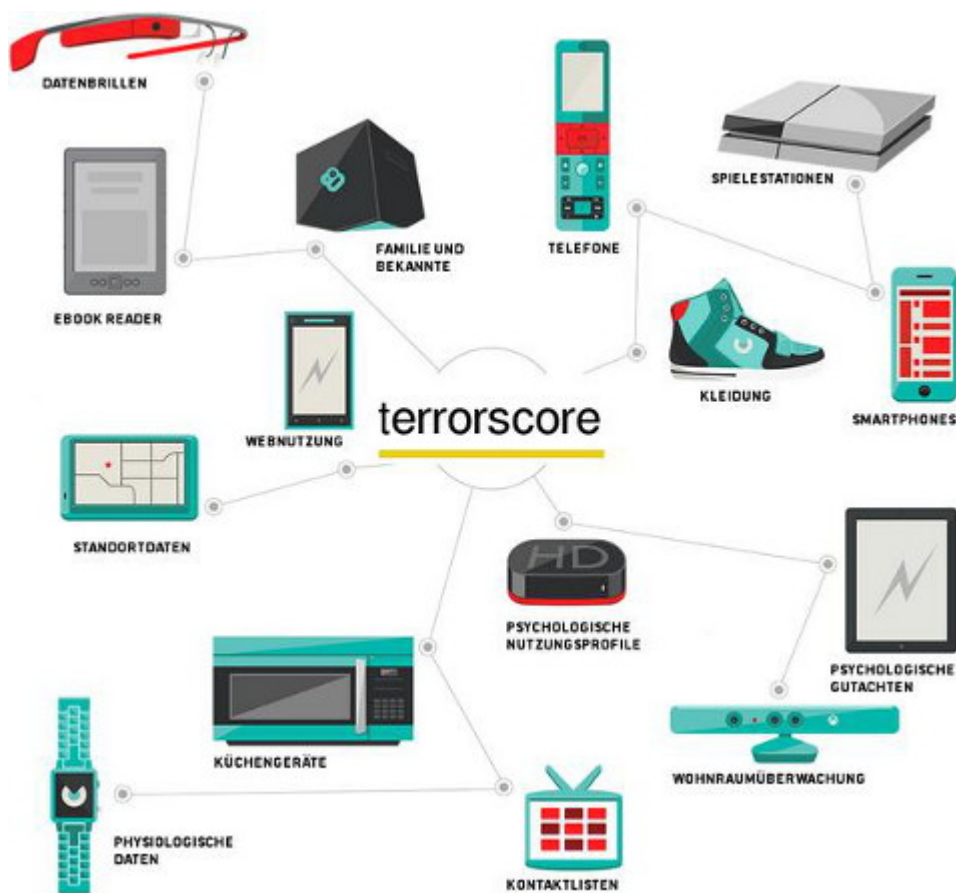 DATENBRILLEN
SPIELESTATIONEN
FAMILIE UND
BEKANNTE
TELEFONE
EBOOK READER
KLEIDUNG
SMARTPHONES
WEBNUTZUNG
terrorscore
STANDORTDATEN
HD
PSYCHOLOGISCHE
NUTZUNGSPROFILE
PSYCHOLOGISCHE
GUTACHTEN
KÜCHENGERÄTE
WOHNRAUMÜBERWACHUNG
PHYSIOLOGISCHE
DATEN
KONTAKTLISTEN